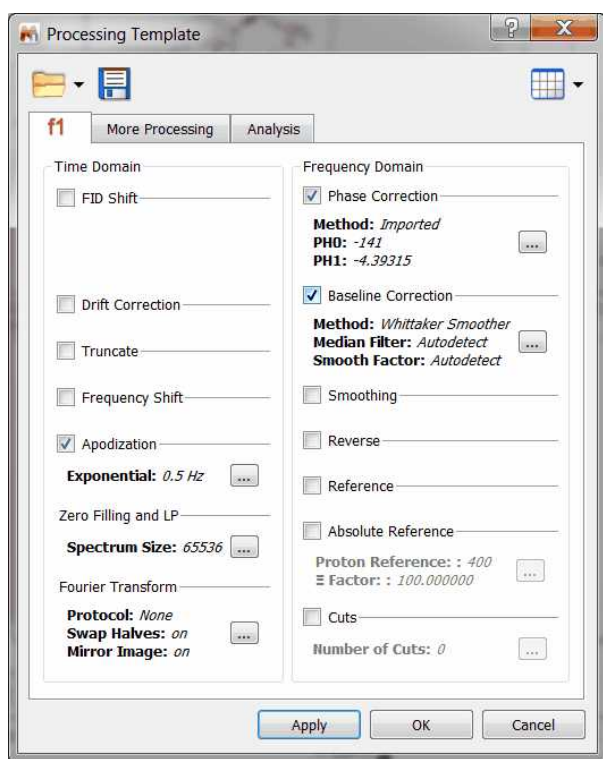 Processing Template
f1
More Processing
Analysis
Time Domain
FID Shift
Drift Correction
Truncate
Frequency Shift
Apodization
Exponential: 0.5 Hz
...
Zero Filling and LP
Spectrum Size: 65536
...
Fourier Transform
Protocol: None
Swap Halves: on
...
Mirror Image: on
Frequency Domain
Phase Correction
Method: Imported
PH0: -141
...
PH1: -4.39315
Baseline Correction
Method: Whittaker Smoother
Median Filter: Autodetect
...
Smooth Factor: Autodetect
Smoothing
Reverse
Reference
Absolute Reference
Proton Reference: : 400
...
Ξ Factor: : 100.000000
Cuts
Number of Cuts: 0
...
Apply
OK
Cancel